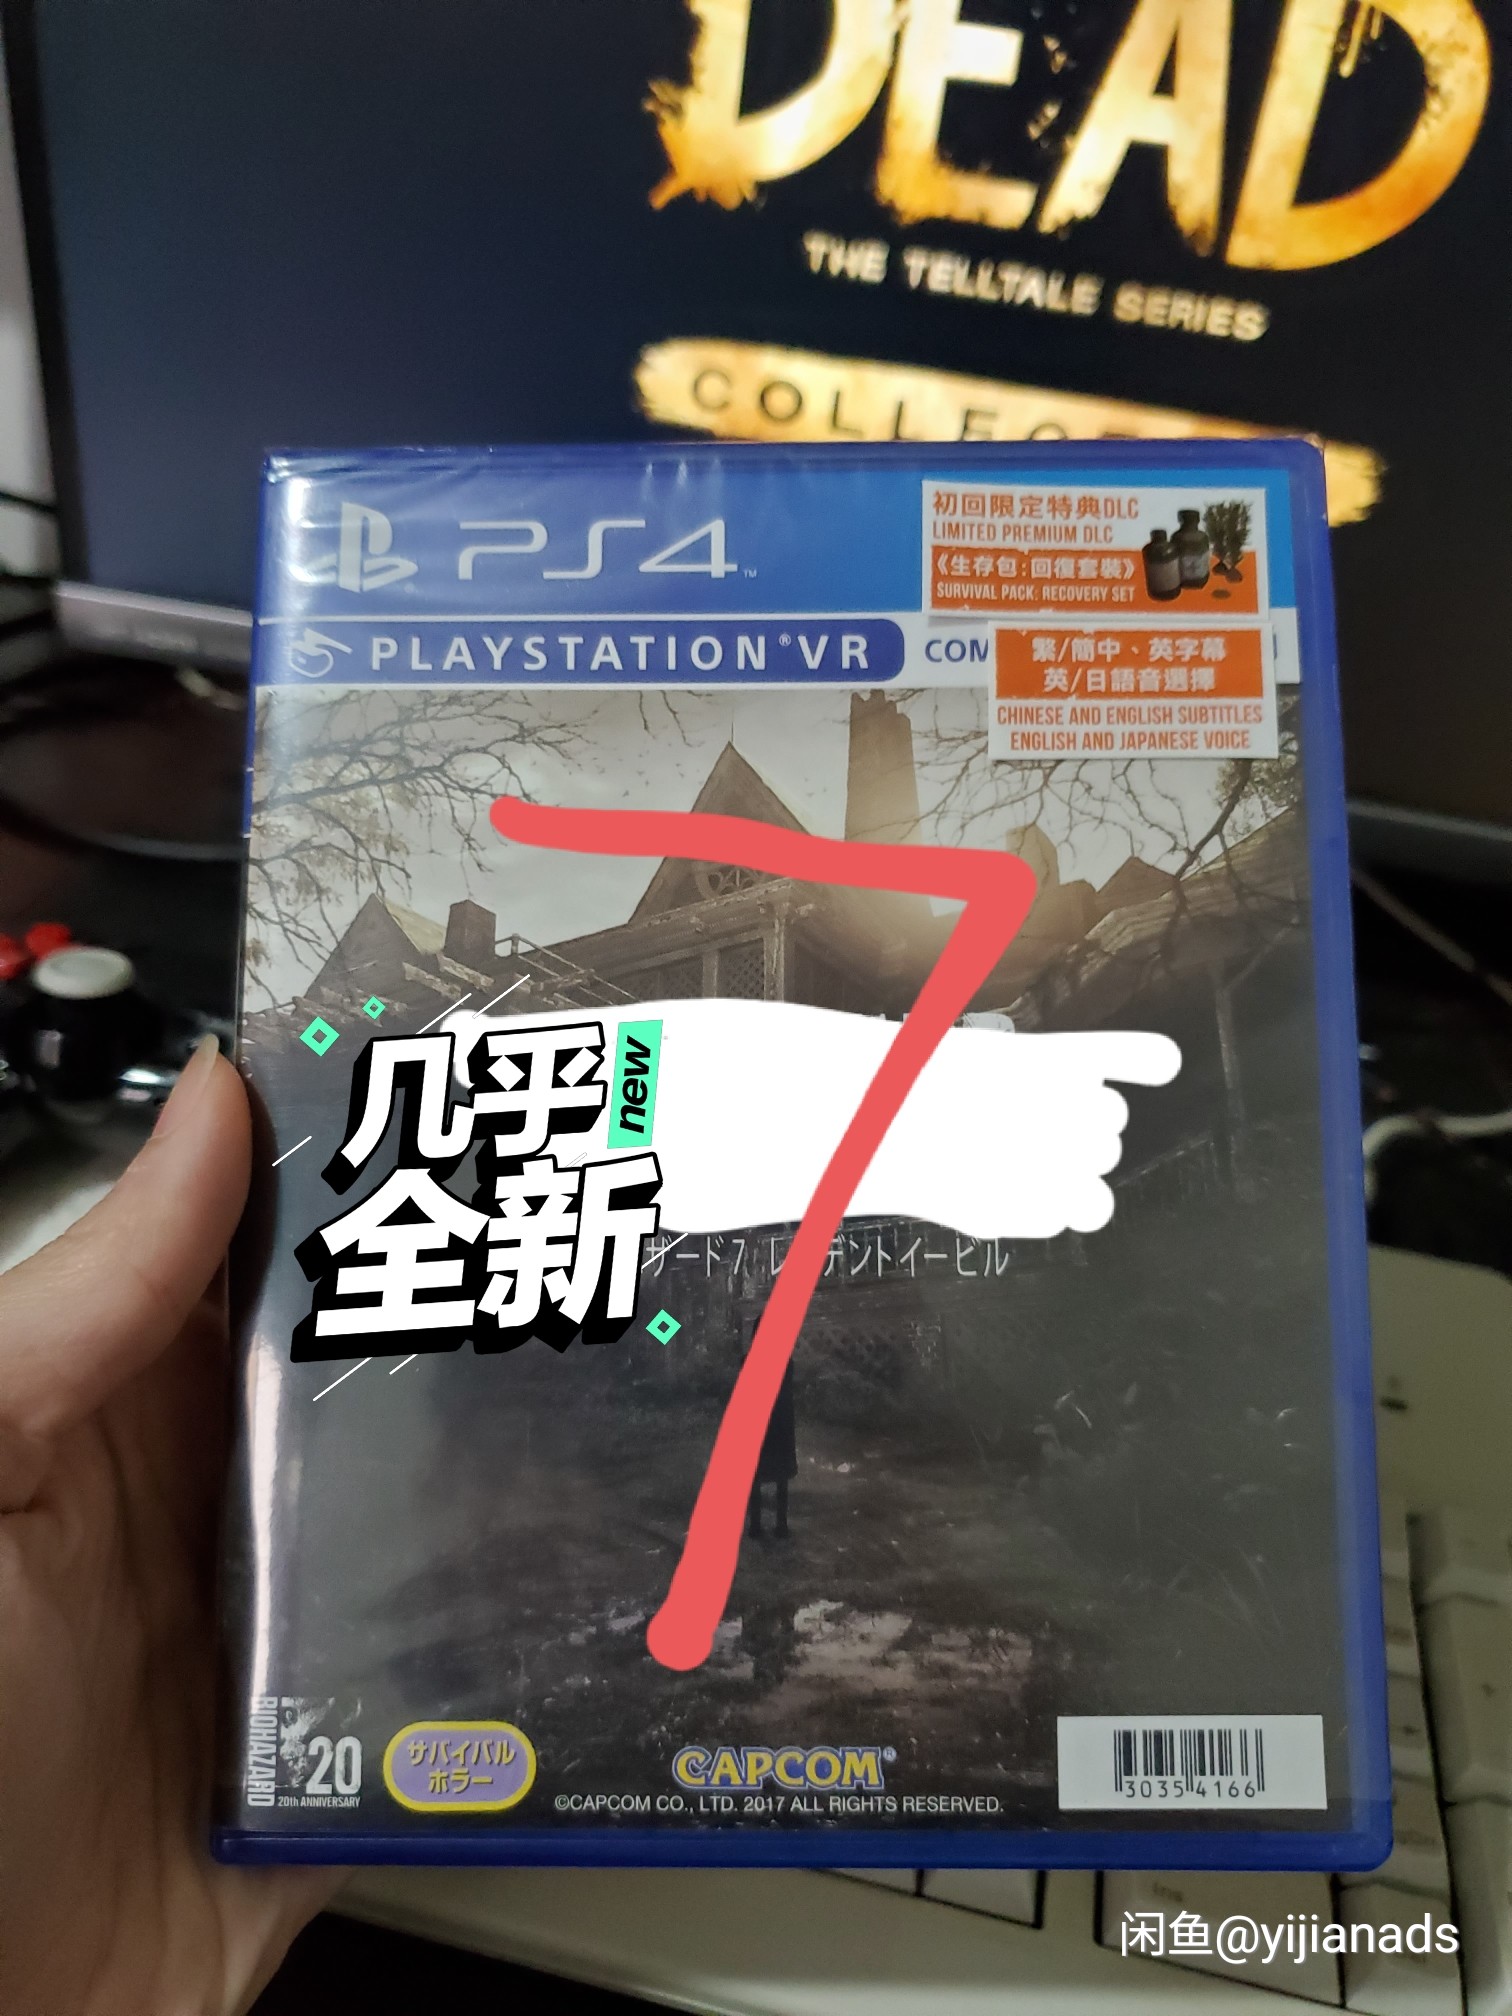 DEAD
THE TELLTALE SERIES
COLLEC
PS4™
初回限定特典DLC
LIMITED PREMIUM DLC
《生存包:回復套裝》
SURVIVAL PACK: RECOVERY SET
PLAYSTATION®VR
COM
繁/簡中、英字幕
英/日語音選擇
CHINESE AND ENGLISH SUBTITLES
ENGLISH AND JAPANESE VOICE
7
几乎
new
全新
ザード7 レ デントイービル
BIOHAZARD
20
20th ANNIVERSARY
サバイバル
ホラー
CAPCOM®
©CAPCOM CO., LTD. 2017 ALL RIGHTS RESERVED.
30354166
Ins
闲鱼@yijianads